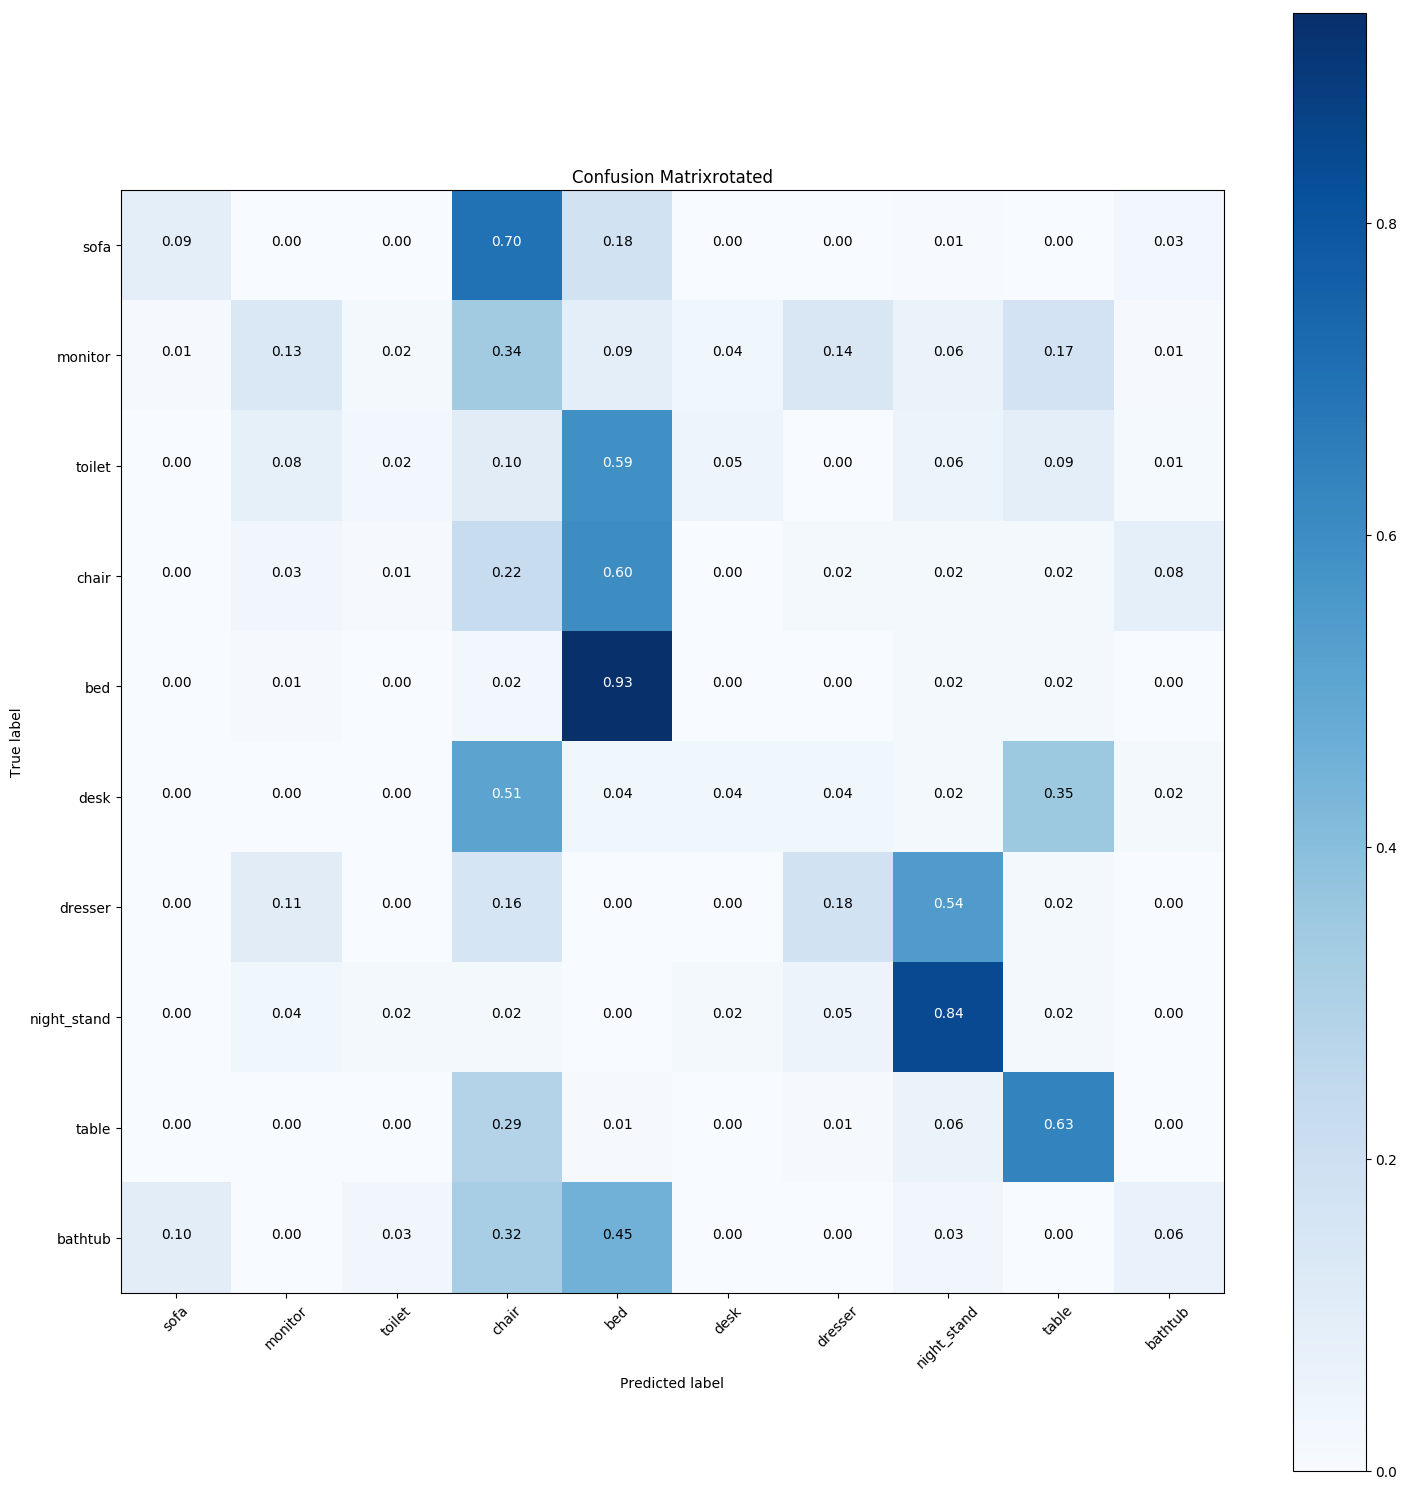 Confusion Matrixrotated
sofa 0.09 0.00 0.00 0.70 0.18 0.00 0.00 0.01 0.00 0.03
monitor 0.01 0.13 0.02 0.34 0.09 0.04 0.14 0.06 0.17 0.01
toilet 0.00 0.08 0.02 0.10 0.59 0.05 0.00 0.06 0.09 0.01
chair 0.00 0.03 0.01 0.22 0.60 0.00 0.02 0.02 0.02 0.08
bed 0.00 0.01 0.00 0.02 0.93 0.00 0.00 0.02 0.02 0.00
desk 0.00 0.00 0.00 0.51 0.04 0.04 0.04 0.02 0.35 0.02
dresser 0.00 0.11 0.00 0.16 0.00 0.00 0.18 0.54 0.02 0.00
night_stand 0.00 0.04 0.02 0.02 0.00 0.02 0.05 0.84 0.02 0.00
table 0.00 0.00 0.00 0.29 0.01 0.00 0.01 0.06 0.63 0.00
bathtub 0.10 0.00 0.03 0.32 0.45 0.00 0.00 0.03 0.00 0.06
sofa monitor toilet chair bed desk dresser night_stand table bathtub
Predicted label
True label
0.8
0.6
0.4
0.2
0.0